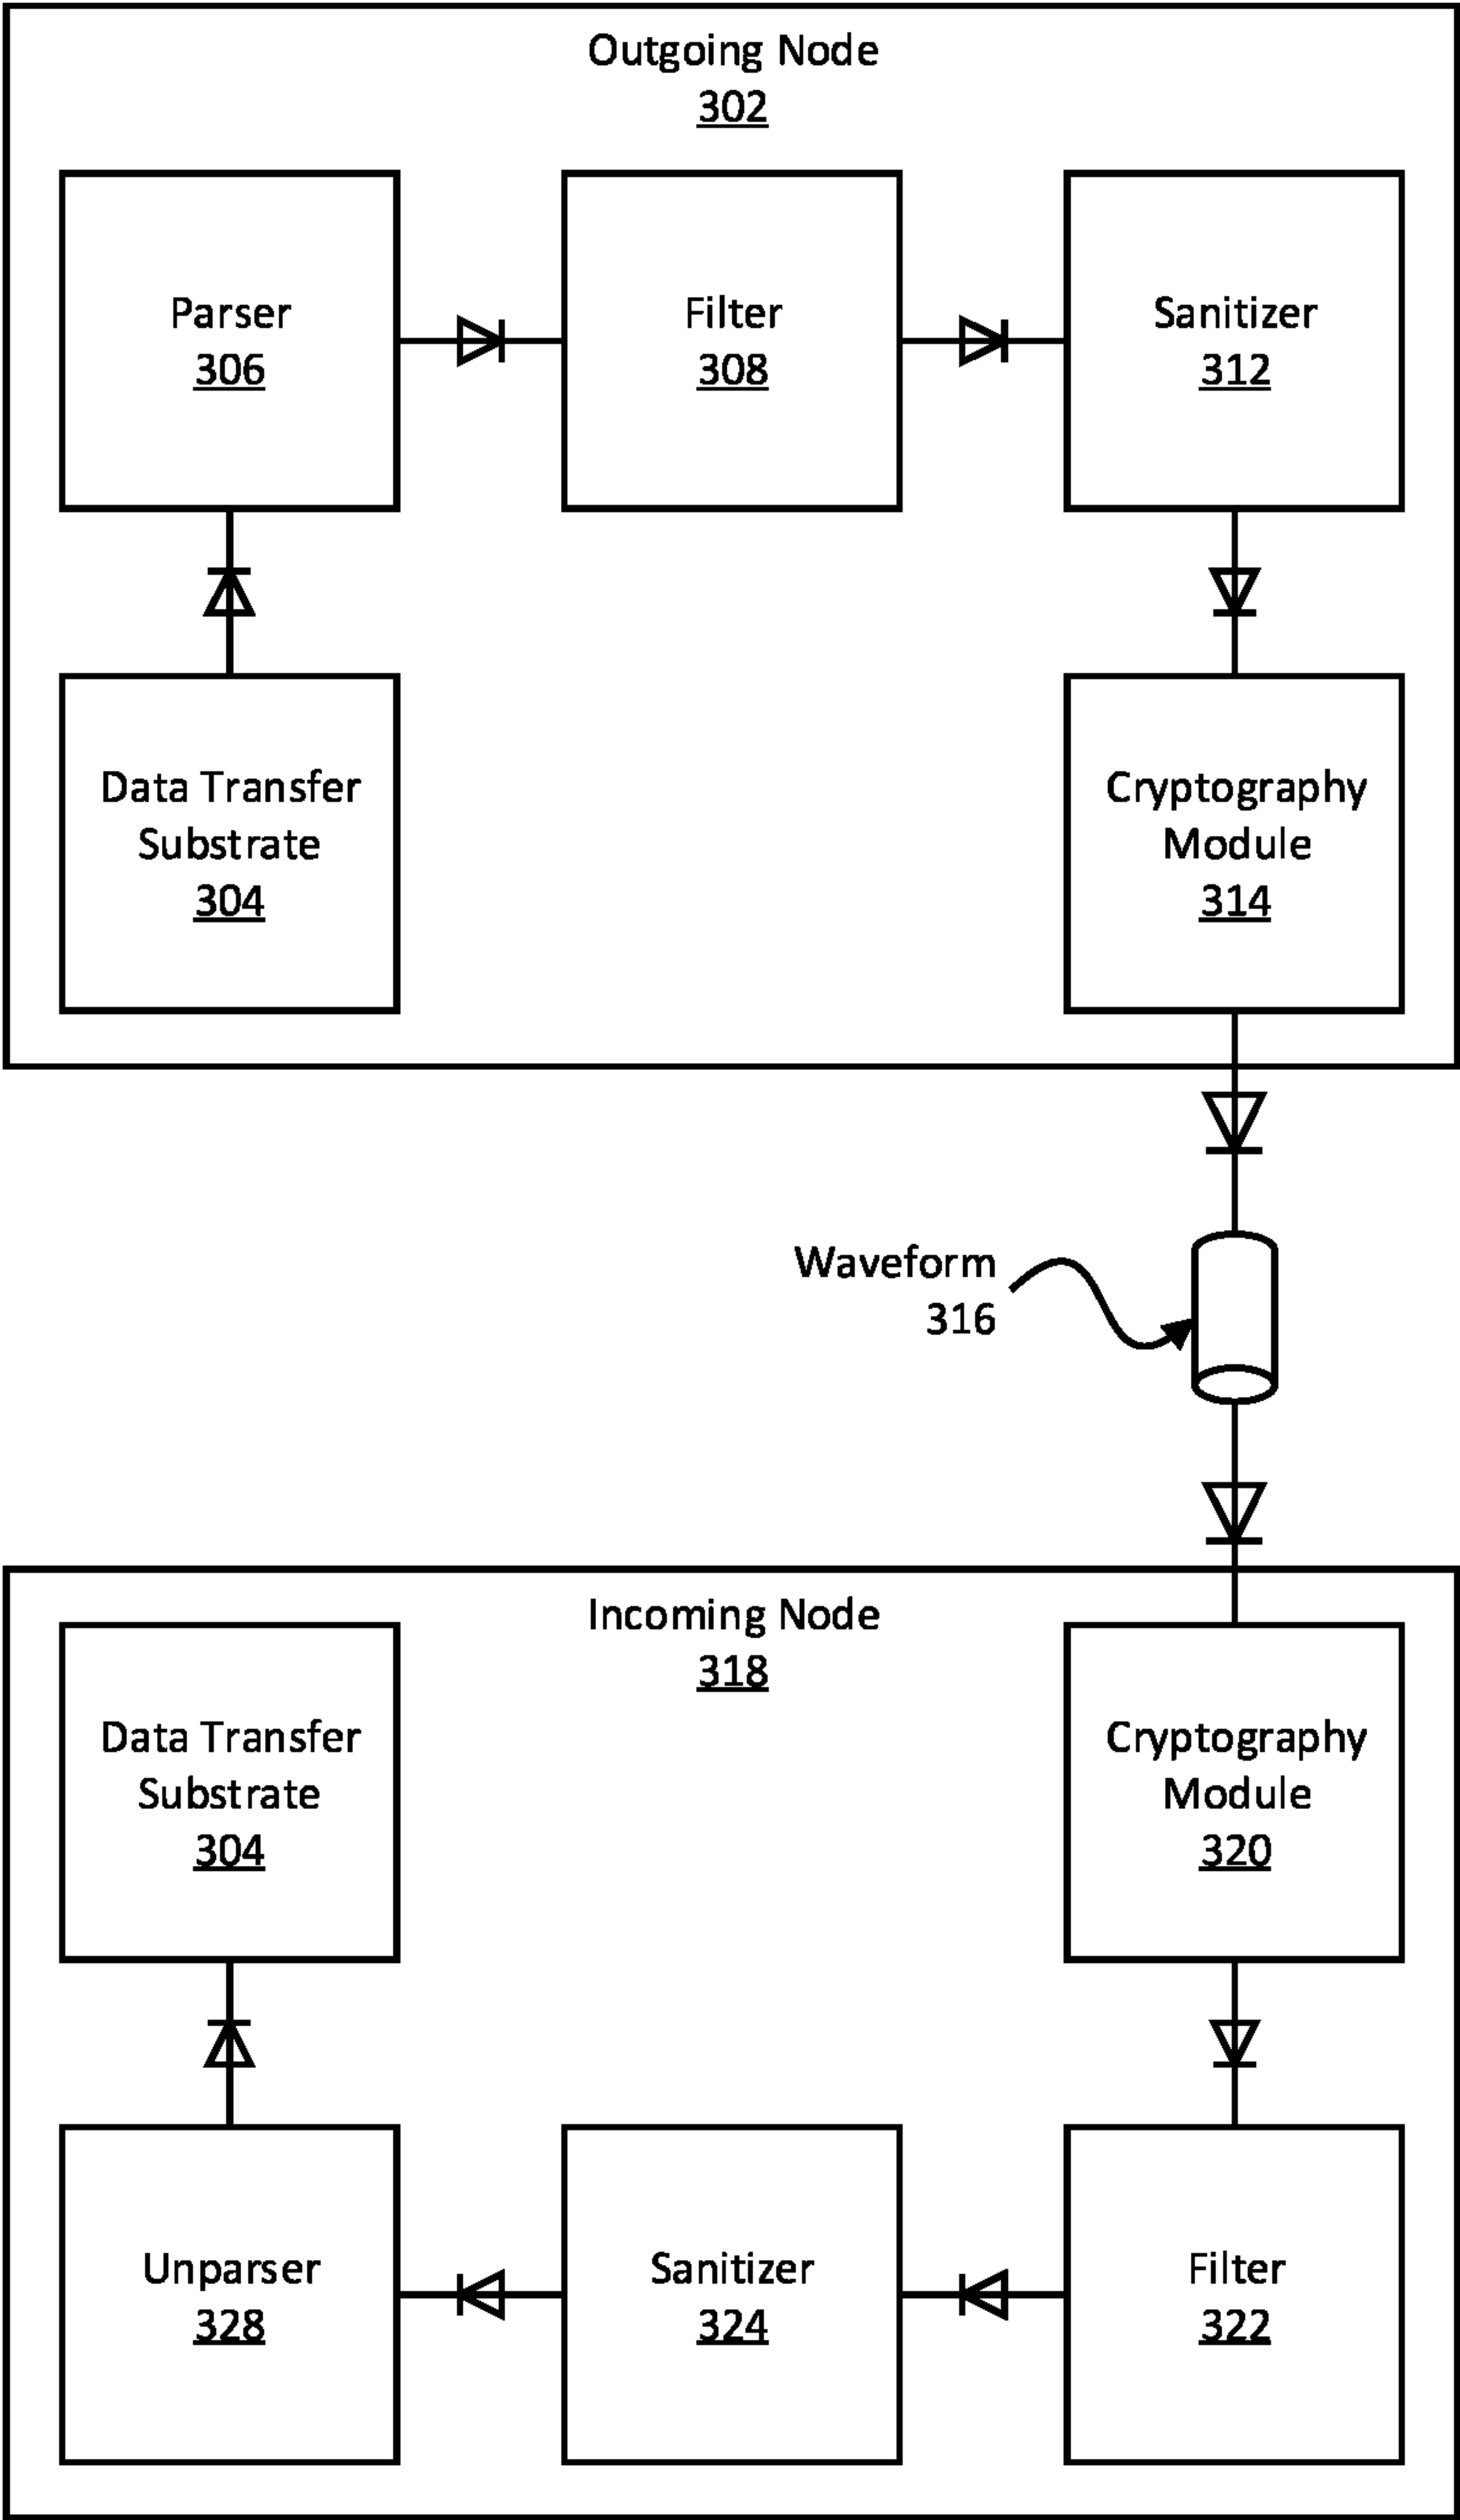 Outgoing Node
302
Parser
306
Filter
308
Sanitizer
312
Data Transfer
Substrate
304
Cryptography
Module
314
Waveform
316
Incoming Node
318
Data Transfer
Substrate
304
Cryptography
Module
320
Unparser
328
Sanitizer
324
Filter
322